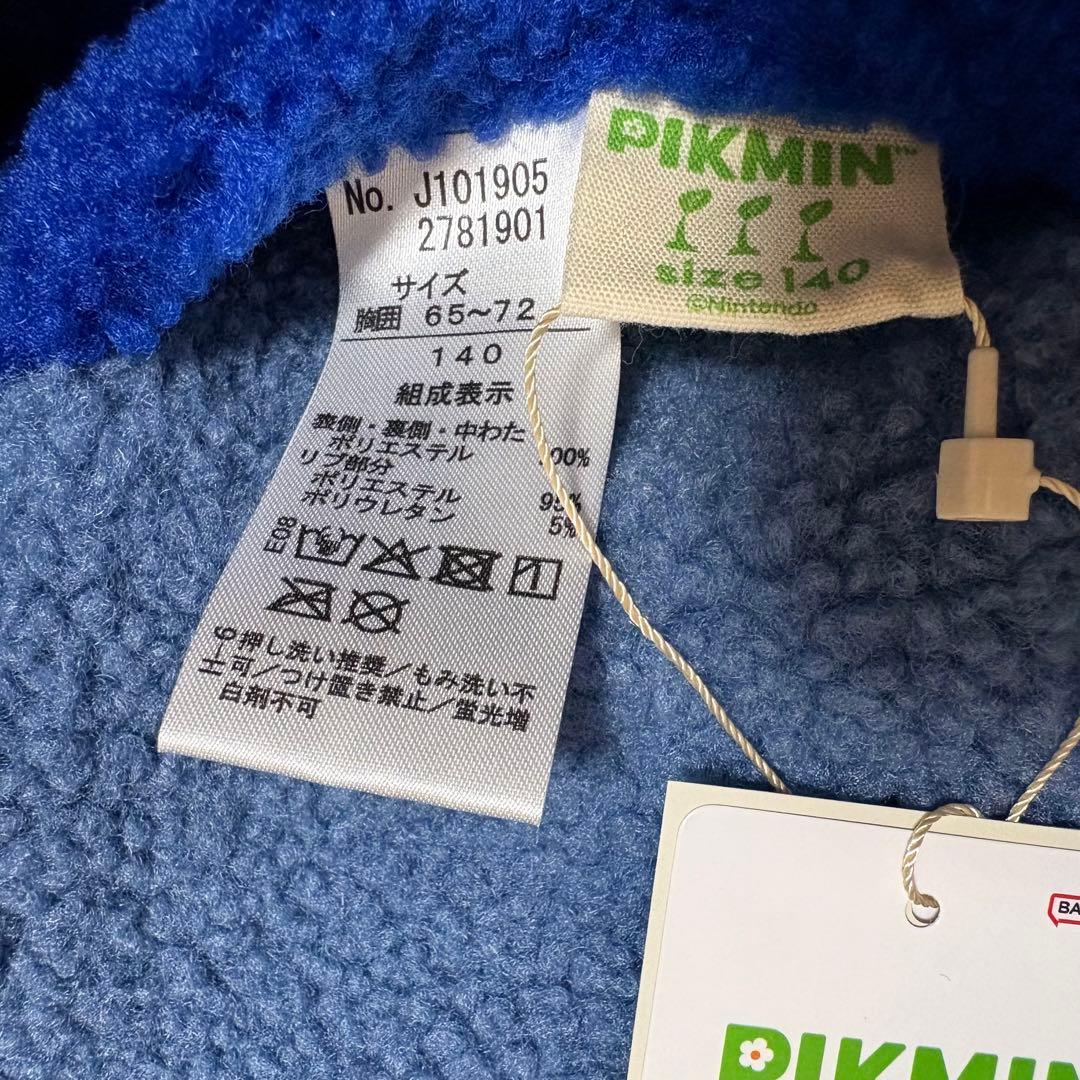 No. J101905
2781901
サイズ
胸囲 65～72
140
組成表示
表側・裏側・中わた
ポリエステル 100%
リブ部分
ポリエステル 95%
ポリウレタン 5%
E08
押し洗い推奨/もみ洗い不
可/つけ置き禁止/蛍光増
白剤不可
PIKMIN™
size 140
©Nintendo
BA
PIKMIN